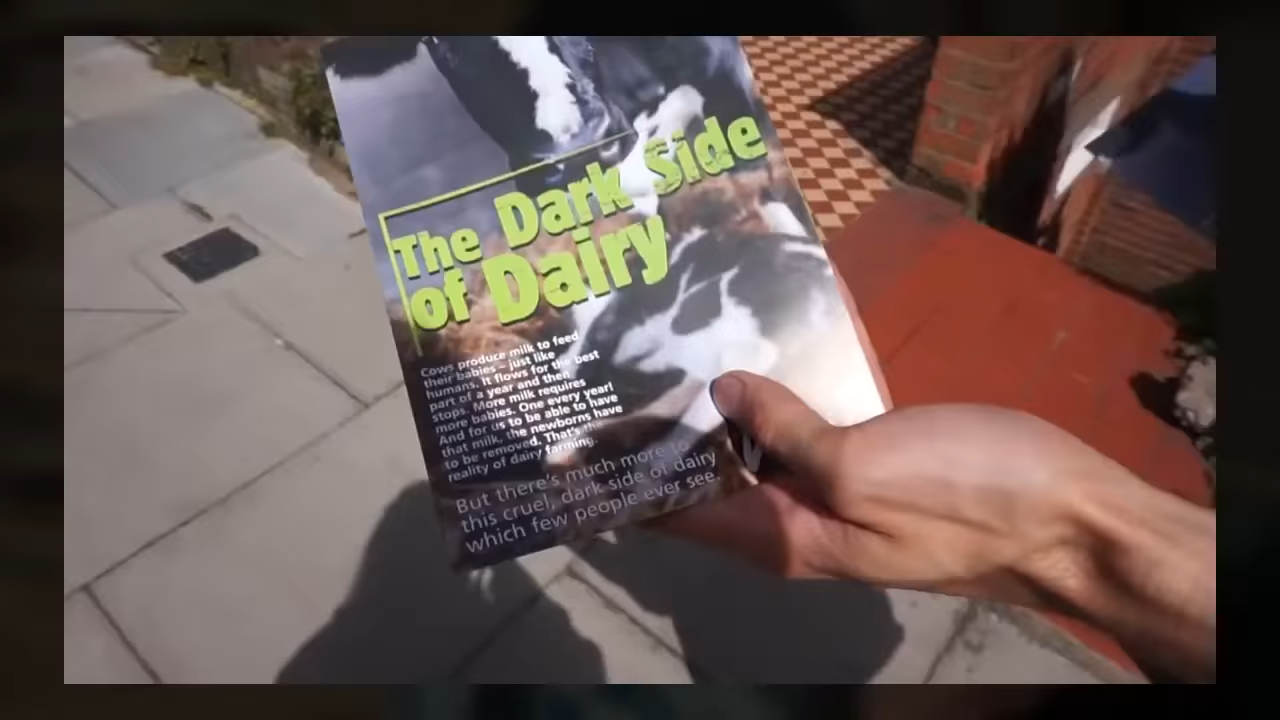 The Dark Side
of Dairy
Cows produce milk to feed
their babies – just like
humans. It flows for the best
part of a year and then
stops. More milk requires
more babies. One every year!
And for us to be able to have
that milk, the newborns have
to be removed. That's the
reality of dairy farming.
But there's much more to
this cruel, dark side of dairy
which few people ever see.